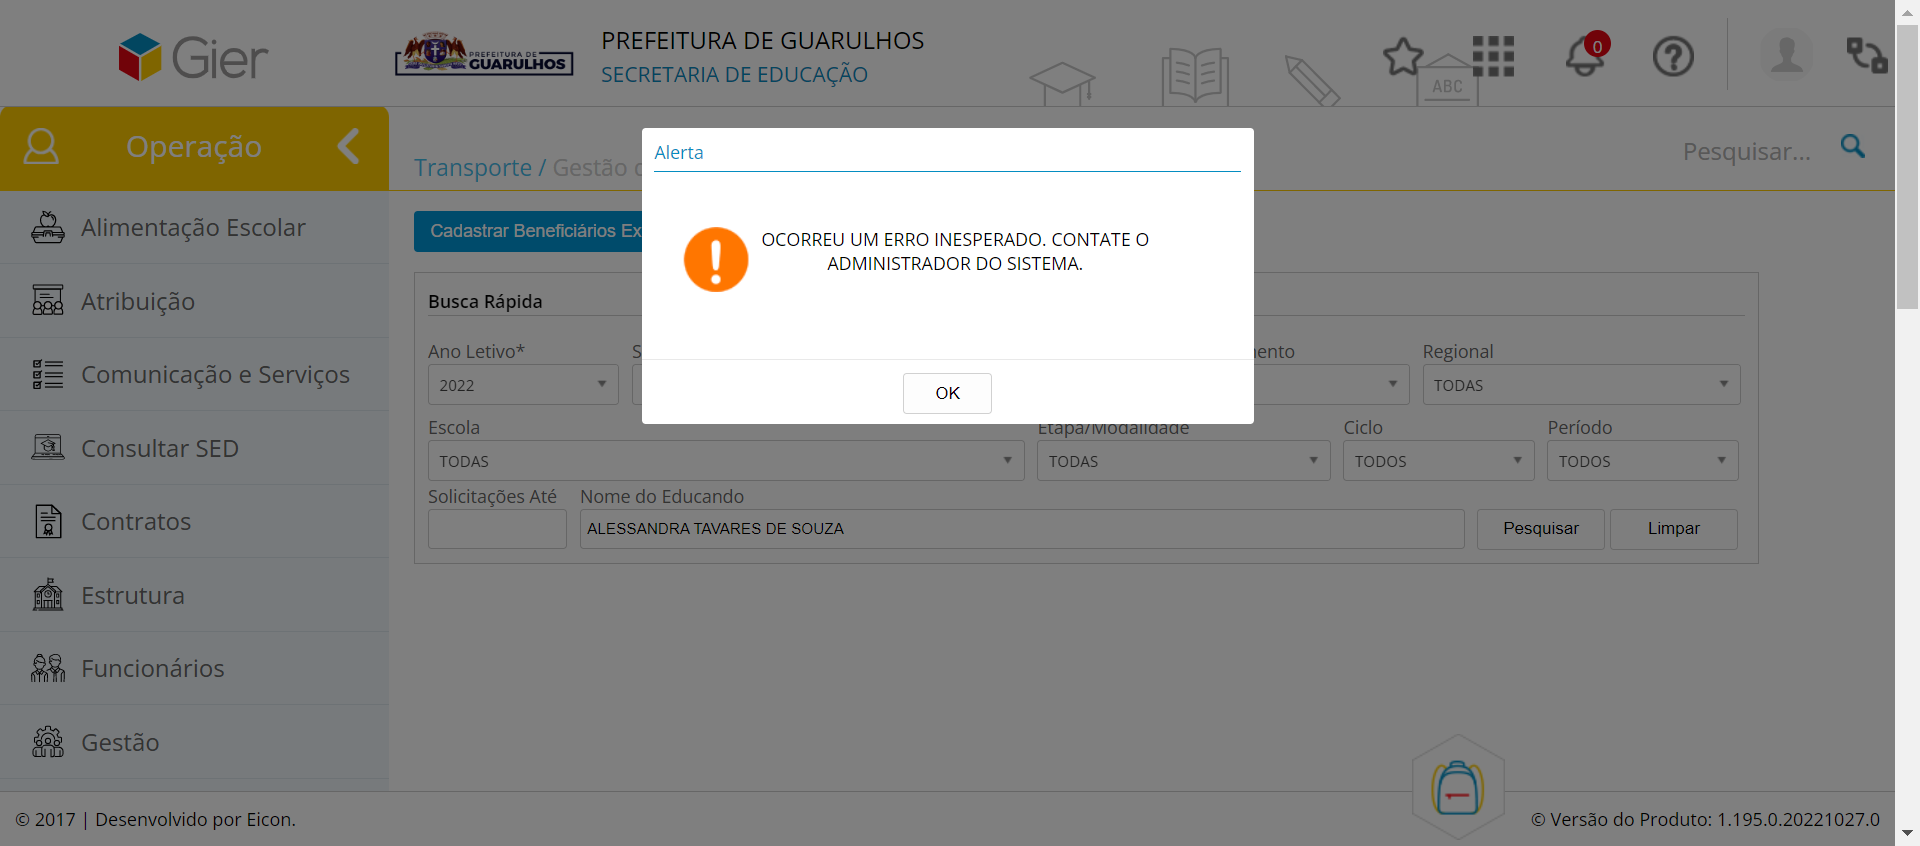 Gier
PREFEITURA DE
GUARULHOS
PREFEITURA DE GUARULHOS
SECRETARIA DE EDUCAÇÃO
ABC
0
Operação
Alimentação Escolar
Atribuição
Comunicação e Serviços
Consultar SED
Contratos
Estrutura
Funcionários
Gestão
Transporte / Gestão
Pesquisar...
Cadastrar Beneficiários Ex
Alerta
OCORREU UM ERRO INESPERADO. CONTATE O
ADMINISTRADOR DO SISTEMA.
OK
Busca Rápida
Ano Letivo* S ento Regional
2022 TODAS
Escola Etapa/Modalidade Ciclo Período
TODAS TODAS TODOS TODOS
Solicitações Até Nome do Educando
ALESSANDRA TAVARES DE SOUZA Pesquisar Limpar
© 2017 | Desenvolvido por Eicon. © Versão do Produto: 1.195.0.20221027.0